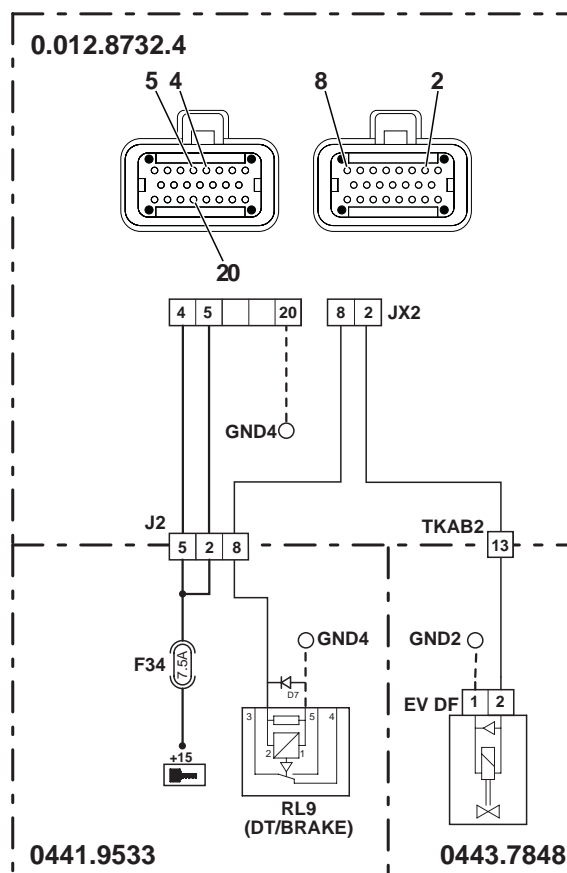 0.012.8732.4
5 4 8 2
20
4 5 20 8 2 JX2
GND4
J2 TKAB2
5 2 8 13
GND4 GND2
F34 7.5A
D7
EV DF 1 2
3 5 4
2 1
+15
RL9
(DT/BRAKE)
0441.9533 0443.7848